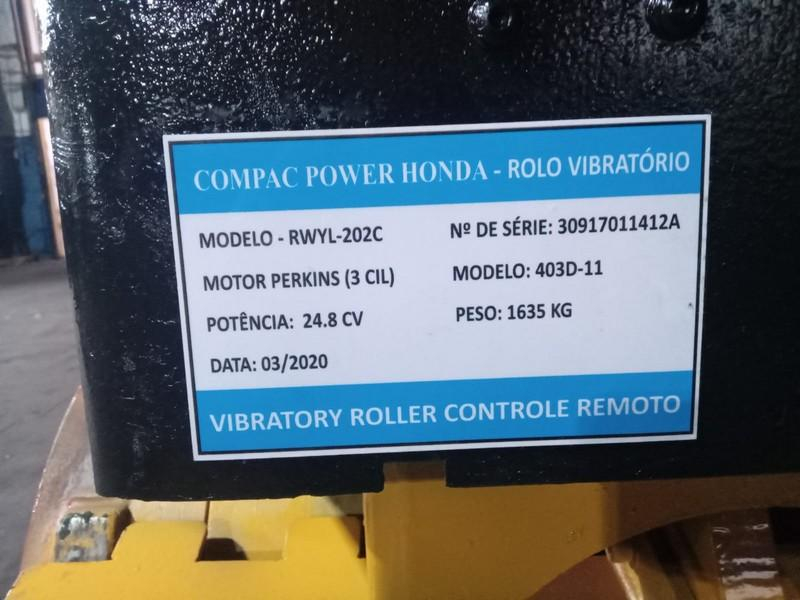 COMPAC POWER HONDA - ROLO VIBRATÓRIO
MODELO - RWYL-202C
Nº DE SÉRIE: 30917011412A
MOTOR PERKINS (3 CIL)
MODELO: 403D-11
POTÊNCIA: 24.8 CV
PESO: 1635 KG
DATA: 03/2020
VIBRATORY ROLLER CONTROLE REMOTO